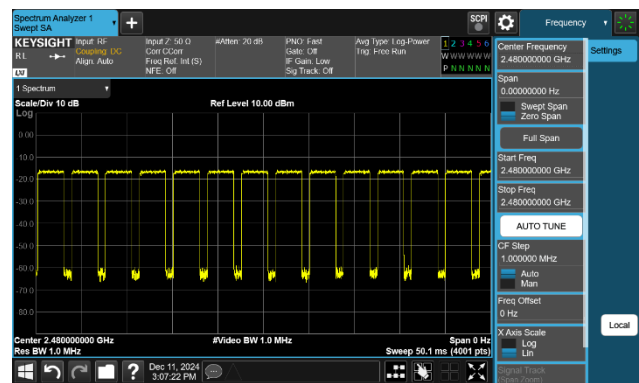 Spectrum Analyzer 1
Swept SA
+
SCPI
Frequency
Settings
KEYSIGHT
RL
Input: RF
Coupling: DC
Align: Auto
Input Z: 50 Ω
Corr CCorr
Freq Ref: Int (S)
NFE: Off
#Atten: 20 dB
PNO: Fast
Gate: Off
IF Gain: Low
Sig Track: Off
Avg Type: Log-Power
Trig: Free Run
1 2 3 4 5 6
W W W W W W
P N N N N N
LXI
1 Spectrum
Scale/Div 10 dB
Ref Level 10.00 dBm
Log
0.00
-10.0
-20.0
-30.0
-40.0
-50.0
-60.0
-70.0
-80.0
Center 2.480000000 GHz
Res BW 1.0 MHz
#Video BW 1.0 MHz
Span 0 Hz
Sweep 50.1 ms (4001 pts)
Center Frequency
2.480000000 GHz
Span
0.00000000 Hz
Swept Span
Zero Span
Full Span
Start Freq
2.480000000 GHz
Stop Freq
2.480000000 GHz
AUTO TUNE
CF Step
1.000000 MHz
Auto
Man
Freq Offset
0 Hz
X Axis Scale
Log
Lin
Signal Track
(Span Zoom)
Local
?
Dec 11, 2024
3:07:22 PM